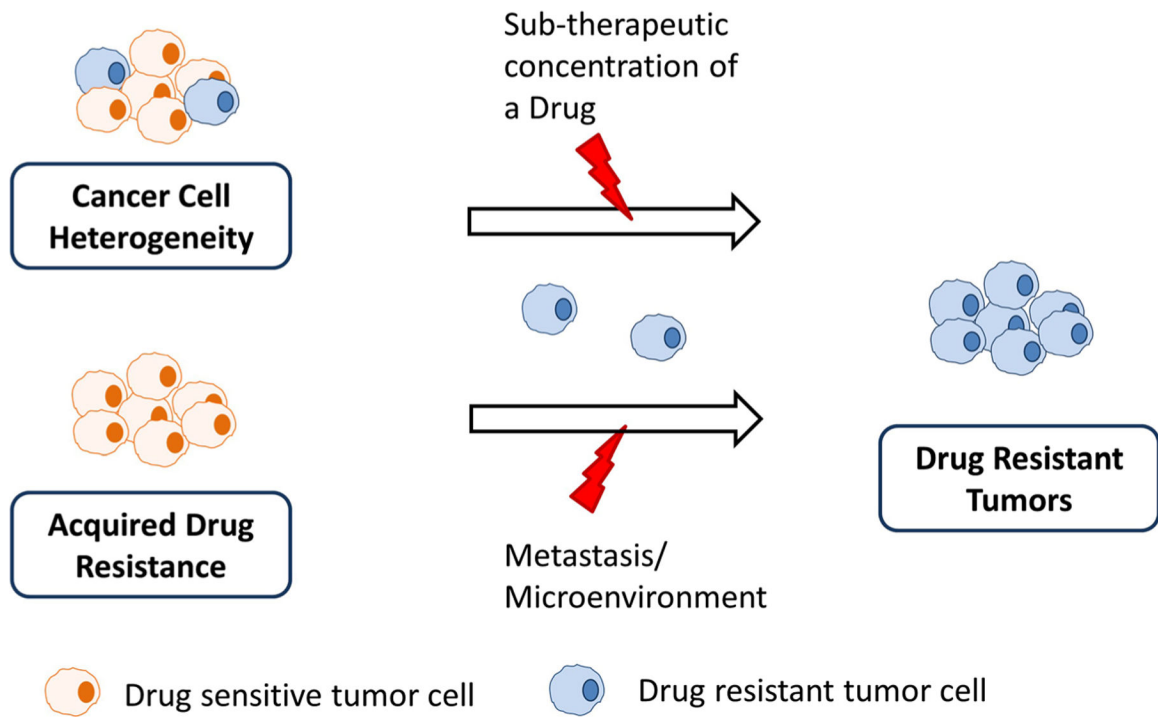 Sub-therapeutic
concentration of
a Drug
Cancer Cell
Heterogeneity
Acquired Drug
Resistance
Metastasis/
Microenvironment
Drug Resistant
Tumors
Drug sensitive tumor cell
Drug resistant tumor cell